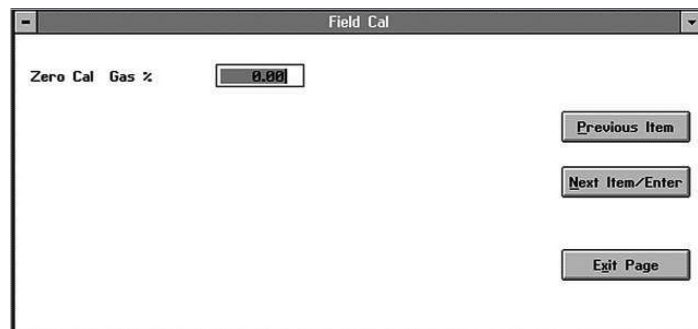 Field Cal
Zero Cal Gas % 0.00
Previous Item
Next Item/Enter
Exit Page